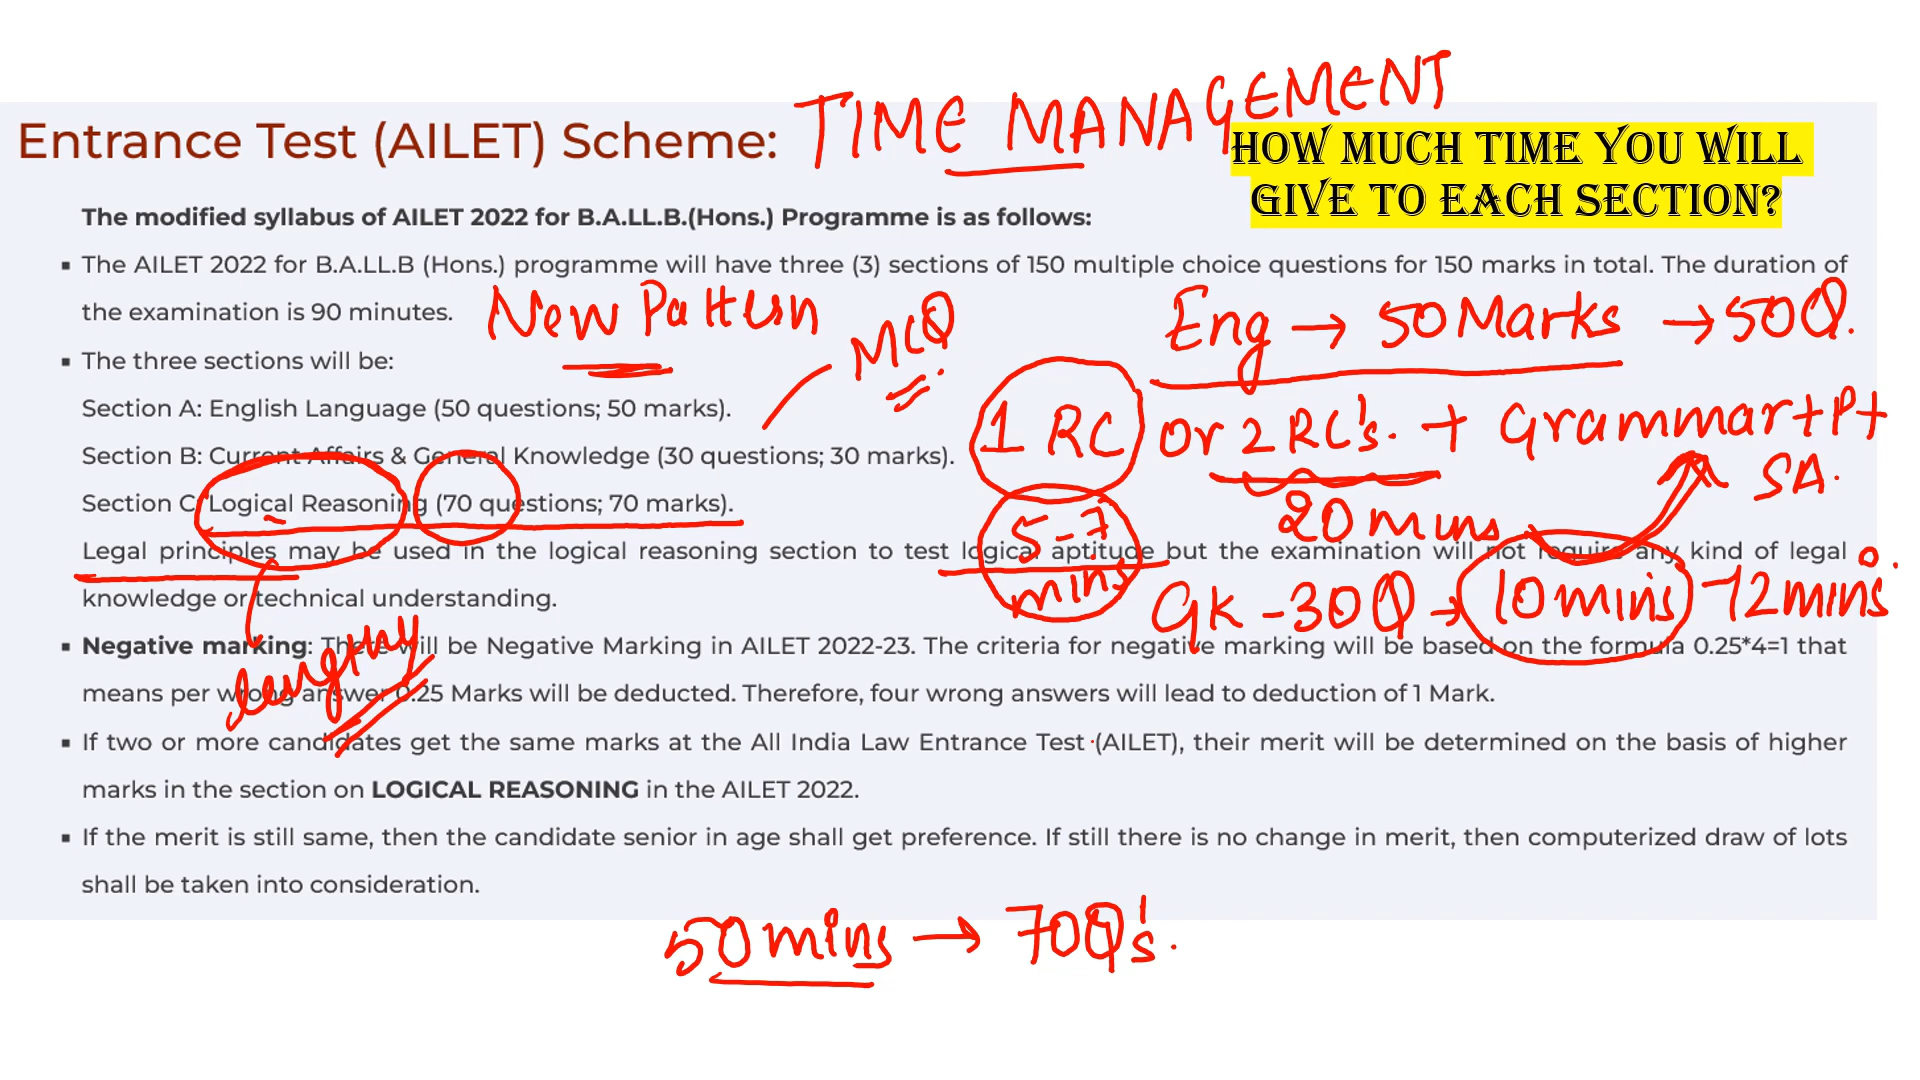 TIME MANAGEMENT
Entrance Test (AILET) Scheme:
HOW MUCH TIME YOU WILL
GIVE TO EACH SECTION?
The modified syllabus of AILET 2022 for B.A.LL.B.(Hons.) Programme is as follows:
▪ The AILET 2022 for B.A.LL.B (Hons.) programme will have three (3) sections of 150 multiple choice questions for 150 marks in total. The duration of
the examination is 90 minutes.
New Pattern
MCQ
Eng → 50 Marks → 50Q.
▪ The three sections will be:
Section A: English Language (50 questions; 50 marks).
1 RC or 2 RC's. + Grammar + P +
SA.
Section B: Current Affairs & General Knowledge (30 questions; 30 marks).
Section C: Logical Reasoning (70 questions; 70 marks).
5-7
mins
20 mins
Legal principles may be used in the logical reasoning section to test logical aptitude but the examination will not require any kind of legal
knowledge or technical understanding.
GK - 30Q → 10 mins - 12 mins.
▪ Negative marking: There will be Negative Marking in AILET 2022-23. The criteria for negative marking will be based on the formula 0.25*4=1 that
means per wrong answer 0.25 Marks will be deducted. Therefore, four wrong answers will lead to deduction of 1 Mark.
lengthy
▪ If two or more candidates get the same marks at the All India Law Entrance Test (AILET), their merit will be determined on the basis of higher
marks in the section on LOGICAL REASONING in the AILET 2022.
▪ If the merit is still same, then the candidate senior in age shall get preference. If still there is no change in merit, then computerized draw of lots
shall be taken into consideration.
50 mins → 70Q's.